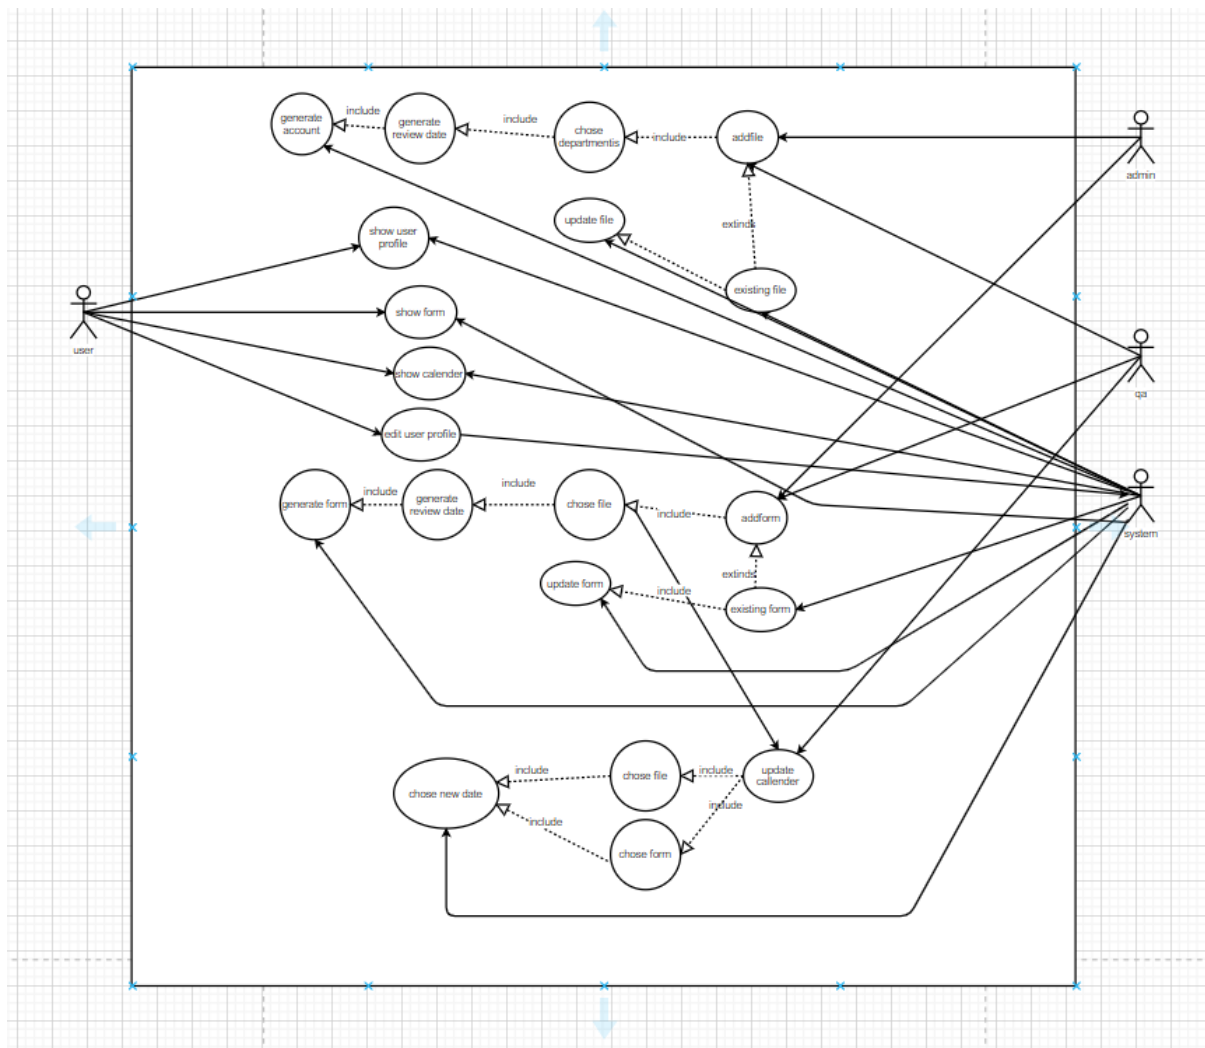 generate
account
include
generate
review date
include
chose
departmentis
include
addfile
admin
update file
extinds
show user
profile
existing file
user
show form
show calender
qa
edit user profile
generate form
include
generate
review date
include
chose file
include
addform
system
extinds
update form
include
existing form
chose new date
include
chose file
include
update
callender
include
include
chose form